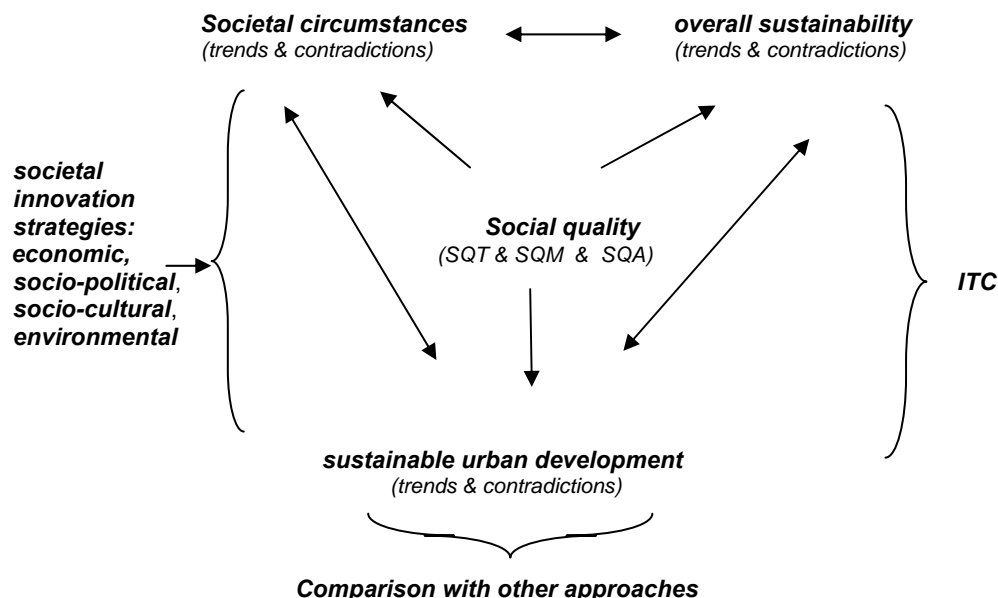 Societal circumstances
(trends & contradictions)
overall sustainability
(trends & contradictions)
societal
innovation
strategies:
economic,
socio-political,
socio-cultural,
environmental
Social quality
(SQT & SQM & SQA)
ITC
sustainable urban development
(trends & contradictions)
Comparison with other approaches